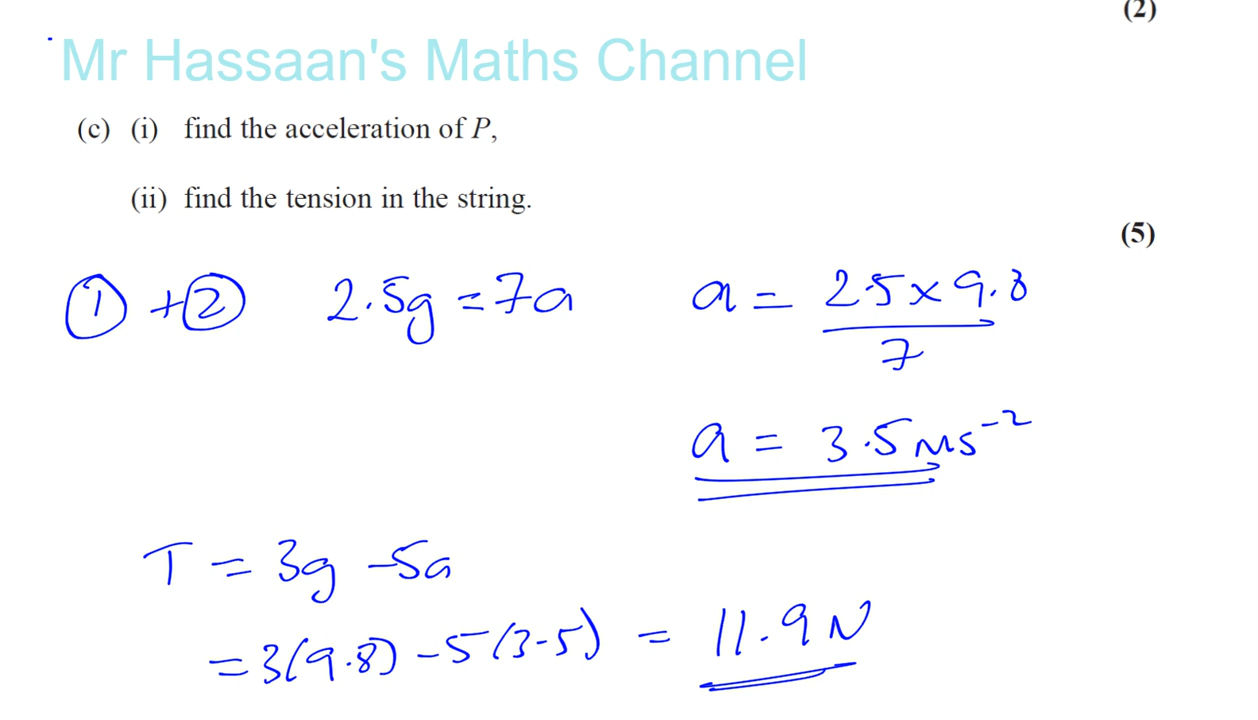 (2)
Mr Hassaan's Maths Channel
(c) (i) find the acceleration of P,
(ii) find the tension in the string.
(5)
① + ② 2.5g = 7a a = 2.5 × 9.8 / 7
a = 3.5 ms⁻²
T = 3g - 5a
= 3(9.8) - 5(3.5) = 11.9 N